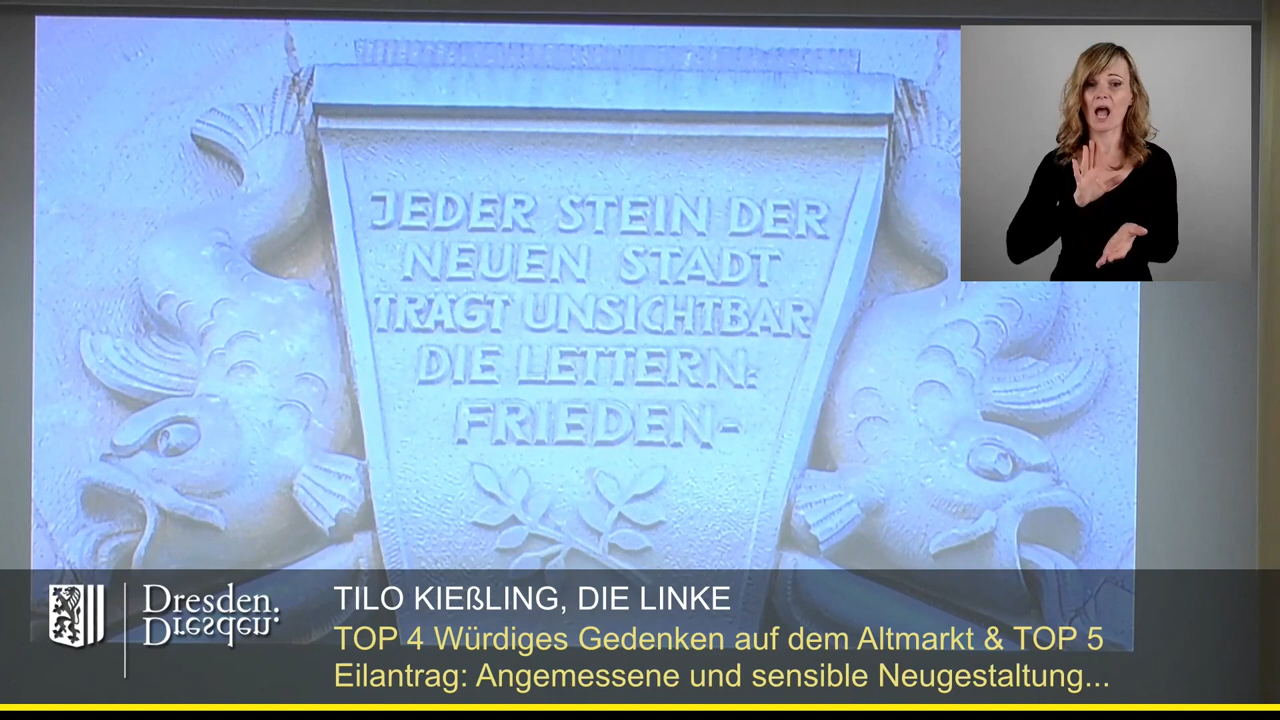 JEDER STEIN DER
NEUEN STADT
TRÄGT UNSICHTBAR
DIE LETTERN:
FRIEDEN-
Dresden.
Dresden.
TILO KIEßLING, DIE LINKE
TOP 4 Würdiges Gedenken auf dem Altmarkt & TOP 5
Eilantrag: Angemessene und sensible Neugestaltung...